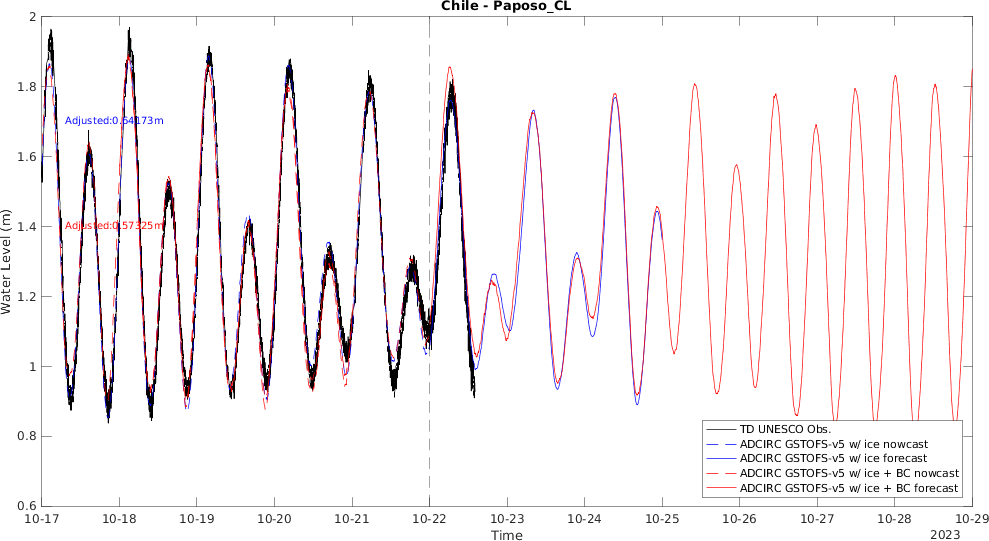 Chile - Paposo_CL
2
1.8
1.6
1.4
1.2
1
0.8
0.6
Water Level (m)
Adjusted:0.64173m
Adjusted:0.57325m
TD UNESCO Obs.
ADCIRC GSTOFS-v5 w/ ice nowcast
ADCIRC GSTOFS-v5 w/ ice forecast
ADCIRC GSTOFS-v5 w/ ice + BC nowcast
ADCIRC GSTOFS-v5 w/ ice + BC forecast
10-17 10-18 10-19 10-20 10-21 10-22 10-23 10-24 10-25 10-26 10-27 10-28 10-29
Time
2023